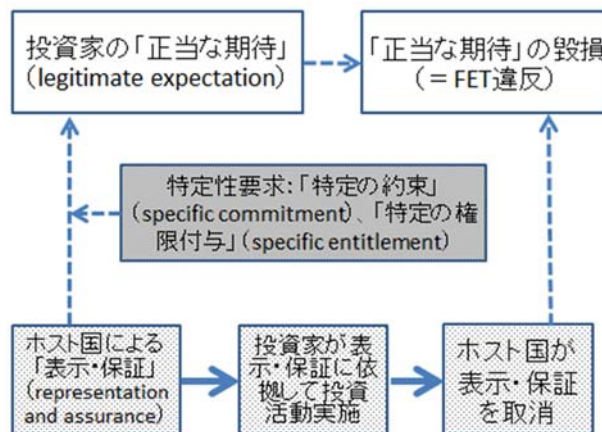 投資家の「正当な期待」
(legitimate expectation)
「正当な期待」の毀損
(= FET違反)
特定性要求:「特定の約束」
(specific commitment)、「特定の権
限付与」(specific entitlement)
ホスト国による
「表示・保証」
(representation
and assurance)
投資家が表
示・保証に依
拠して投資
活動実施
ホスト国が
表示・保証
を取消